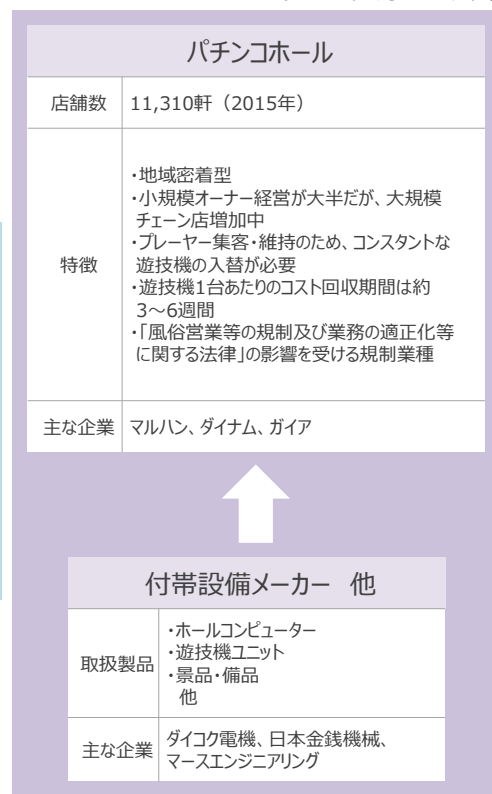 パチンコホール
店舗数
11,310軒（2015年）
特徴
・地域密着型
・小規模オーナー経営が大半だが、大規模
チェーン店増加中
・プレーヤー集客・維持のため、コンスタントな
遊技機の入替が必要
・遊技機1台あたりのコスト回収期間は約
3～6週間
・「風俗営業等の規制及び業務の適正化等
に関する法律」の影響を受ける規制業種
主な企業
マルハン、ダイナム、ガイア
付帯設備メーカー 他
取扱製品
・ホールコンピューター
・遊技機ユニット
・景品・備品
他
主な企業
ダイコク電機、日本金銭機械、
マースエンジニアリング